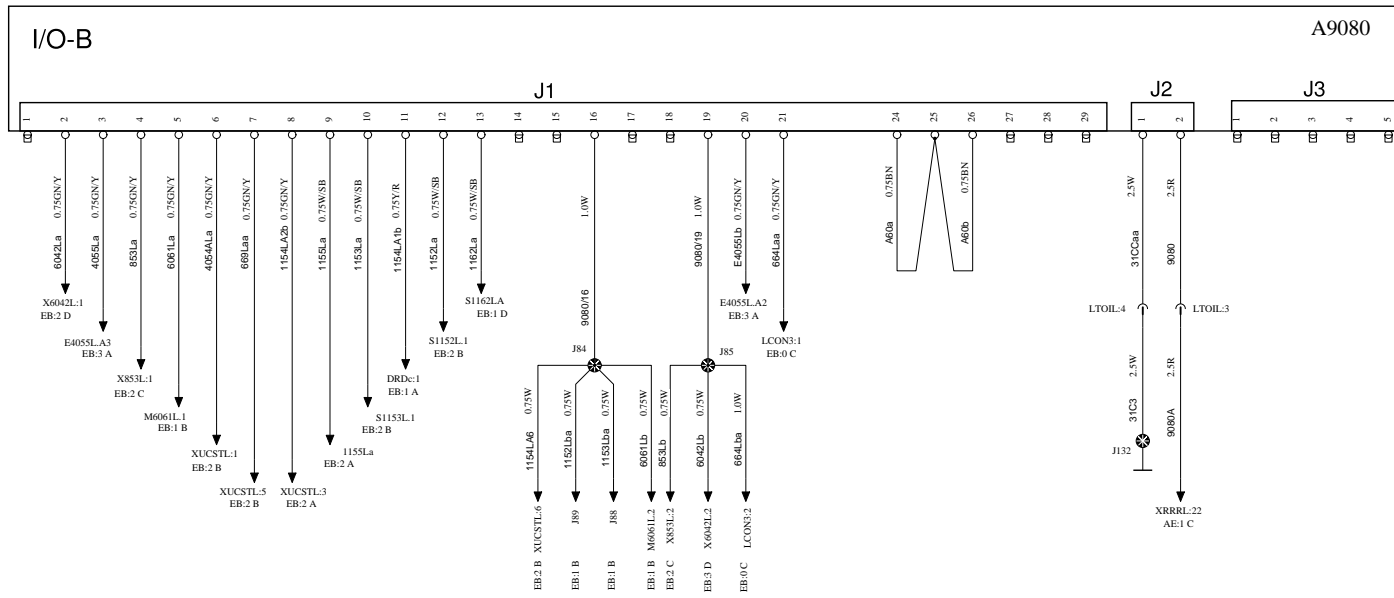 I/O-B
A9080
J1
J2
J3
1 2 3 4 5 6 7 8 9 10 11 12 13 14 15 16 17 18 19 20 21 24 25 26 27 28 29
1 2
1 2 3 4 5
6042La 0.75GN/Y
4055La 0.75GN/Y
853La 0.75GN/Y
6061La 0.75GN/Y
4054ALa 0.75GN/Y
669Laa 0.75GN/Y
1154LA2b 0.75GN/Y
1155La 0.75W/SB
1153La 0.75W/SB
1154LA1b 0.75Y/R
1152La 0.75W/SB
1162La 0.75W/SB
9080/16 1.0W
9080/19 1.0W
E4055Lb 0.75GN/Y
664Laa 0.75GN/Y
A60a 0.75BN
A60b 0.75BN
31CCaa 2.5W
9080 2.5R
X6042L:1
EB:2 D
E4055L.A3
EB:3 A
X853L:1
EB:2 C
M6061L.1
EB:1 B
XUCSTL:1
EB:2 B
XUCSTL:5
EB:2 B
XUCSTL:3
EB:2 A
1155La
EB:2 A
S1153L.1
EB:2 B
DRDc:1
EB:1 A
S1152L.1
EB:2 B
S1162LA
EB:1 D
J84
J85
E4055L.A2
EB:3 A
LCON3:1
EB:0 C
LTOIL:4
LTOIL:3
1154LA6 0.75W
1152Lba 0.75W
1153Lba 0.75W
6061Lb 0.75W
853Lb 0.75W
6042Lb 0.75W
664Lba 1.0W
31C3 2.5W
9080A 2.5R
J132
EB:2 B XUCSTL:6
EB:1 B J89
EB:1 B J88
EB:1 B M6061L.2
EB:2 C X853L:2
EB:3 D X6042L:2
EB:0 C LCON3:2
XRRRL:22
AE:1 C